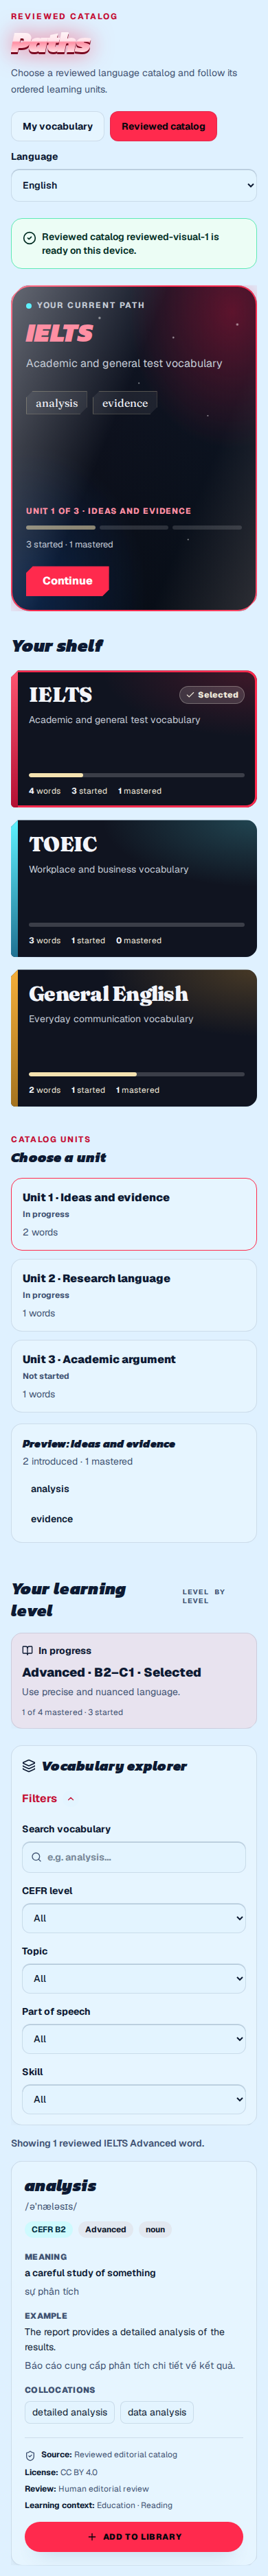 REVIEWED CATALOG
Paths
Choose a reviewed language catalog and follow its
ordered learning units.
My vocabulary
Reviewed catalog
Language
English
Reviewed catalog reviewed-visual-1 is
ready on this device.
YOUR CURRENT PATH
IELTS
Academic and general test vocabulary
analysis
evidence
UNIT 1 OF 3 · IDEAS AND EVIDENCE
3 started · 1 mastered
Continue
Your shelf
IELTS
Selected
Academic and general test vocabulary
4 words 3 started 1 mastered
TOEIC
Workplace and business vocabulary
3 words 1 started 0 mastered
General English
Everyday communication vocabulary
2 words 1 started 1 mastered
CATALOG UNITS
Choose a unit
Unit 1 · Ideas and evidence
In progress
2 words
Unit 2 · Research language
In progress
1 words
Unit 3 · Academic argument
Not started
1 words
Preview: Ideas and evidence
2 introduced · 1 mastered
analysis
evidence
Your learning
level
LEVEL BY
LEVEL
In progress
Advanced · B2–C1 · Selected
Use precise and nuanced language.
1 of 4 mastered · 3 started
Vocabulary explorer
Filters
Search vocabulary
e.g. analysis...
CEFR level
All
Topic
All
Part of speech
All
Skill
All
Showing 1 reviewed IELTS Advanced word.
analysis
/əˈnæləsɪs/
CEFR B2
Advanced
noun
MEANING
a careful study of something
sự phân tích
EXAMPLE
The report provides a detailed analysis of the
results.
Báo cáo cung cấp phân tích chi tiết về kết quả.
COLLOCATIONS
detailed analysis
data analysis
Source: Reviewed editorial catalog
License: CC BY 4.0
Review: Human editorial review
Learning context: Education · Reading
ADD TO LIBRARY